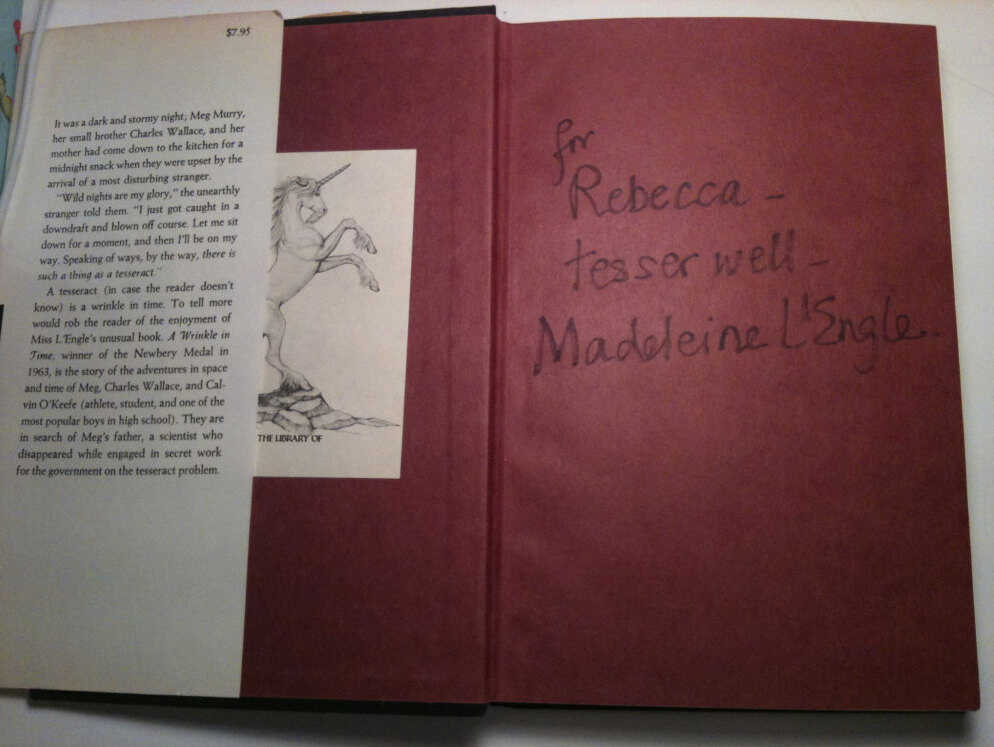 $7.95
It was a dark and stormy night; Meg Murry,
her small brother Charles Wallace, and her
mother had come down to the kitchen for a
midnight snack when they were upset by the
arrival of a most disturbing stranger.
"Wild nights are my glory," the unearthly
stranger told them. "I just got caught in a
downdraft and blown off course. Let me sit
down for a moment, and then I'll be on my
way. Speaking of ways, by the way, there is
such a thing as a tesseract."
A tesseract (in case the reader doesn't
know) is a wrinkle in time. To tell more
would rob the reader of the enjoyment of
Miss L'Engle's unusual book. A Wrinkle in
Time, winner of the Newbery Medal in
1963, is the story of the adventures in space
and time of Meg, Charles Wallace, and Cal-
vin O'Keefe (athlete, student, and one of the
most popular boys in high school). They are
in search of Meg's father, a scientist who
disappeared while engaged in secret work
for the government on the tesseract problem.
THE LIBRARY OF
for
Rebecca –
tesser well –
Madeleine L'Engle.